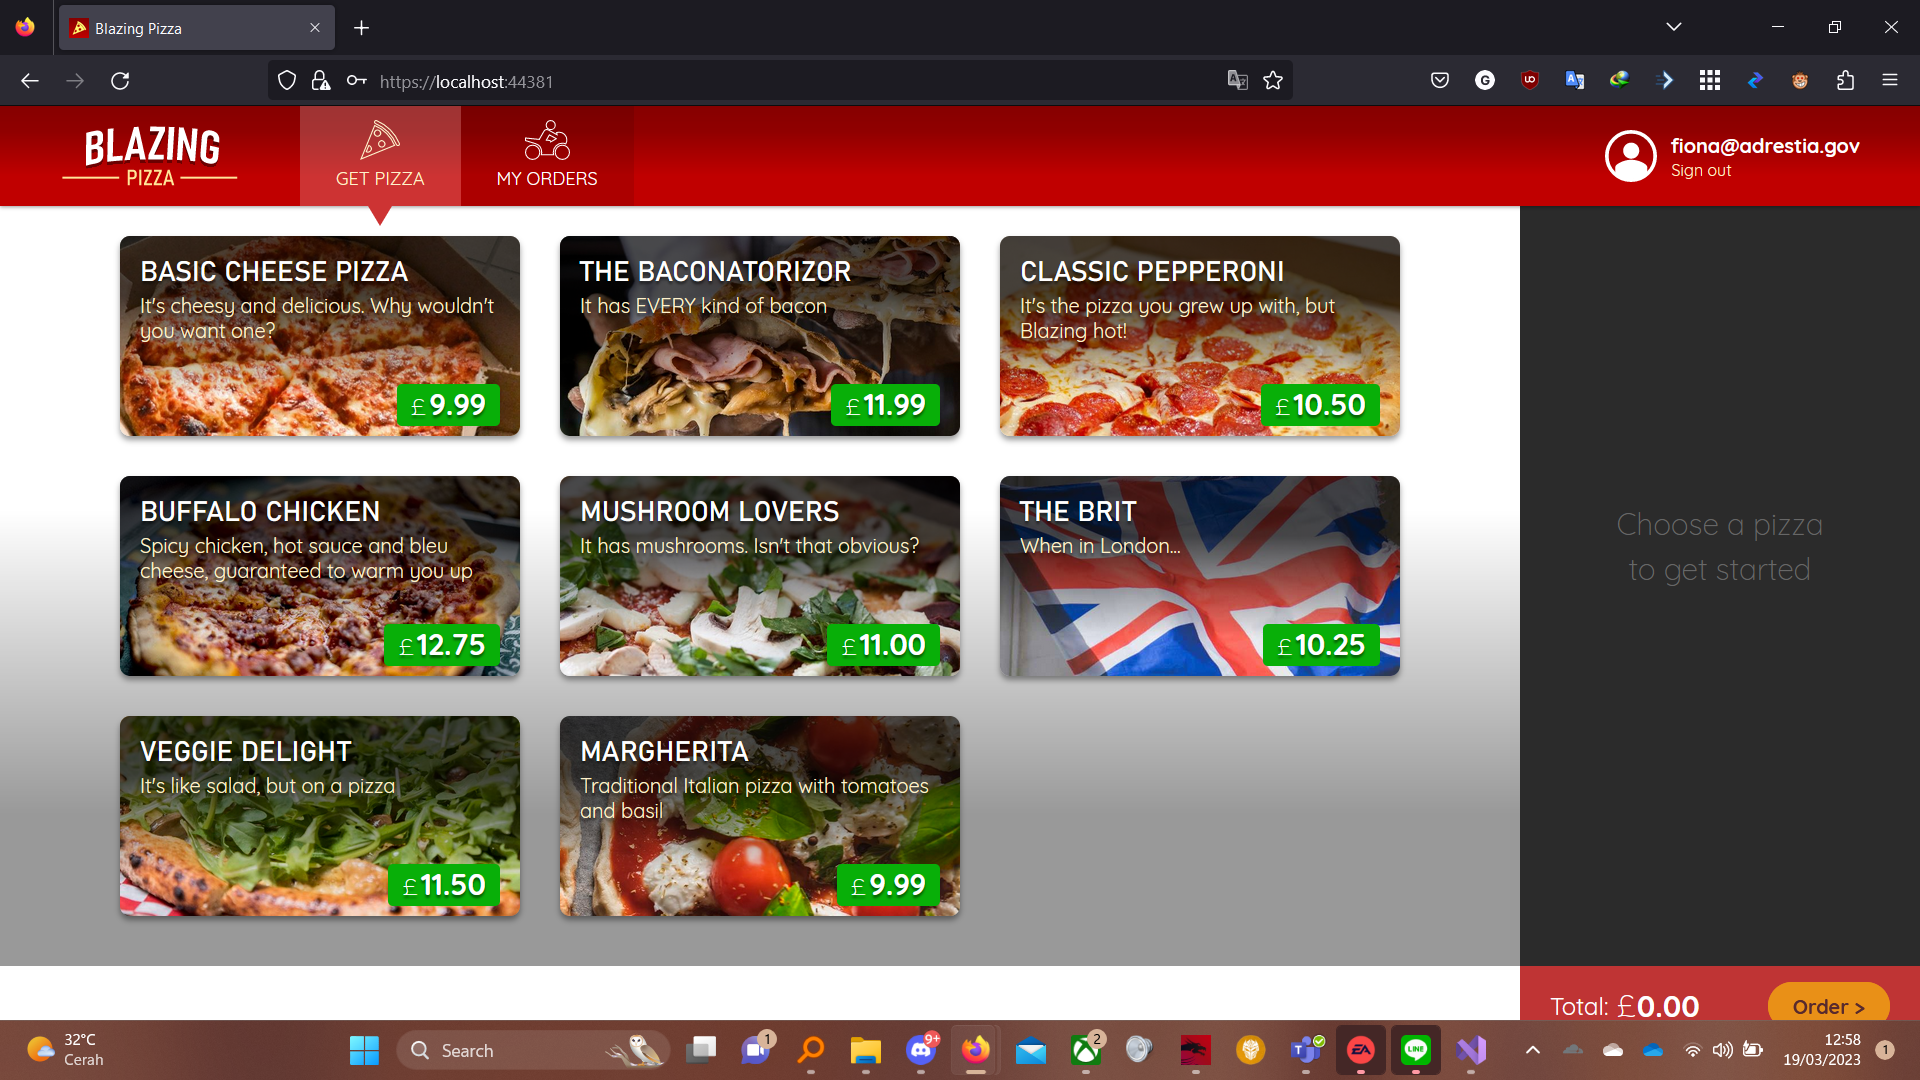 Blazing Pizza
https://localhost:44381
BLAZING
PIZZA
GET PIZZA
MY ORDERS
fiona@adrestia.gov
Sign out
BASIC CHEESE PIZZA
It's cheesy and delicious. Why wouldn't
you want one?
£9.99
THE BACONATORIZOR
It has EVERY kind of bacon
£11.99
CLASSIC PEPPERONI
It's the pizza you grew up with, but
Blazing hot!
£10.50
BUFFALO CHICKEN
Spicy chicken, hot sauce and bleu
cheese, guaranteed to warm you up
£12.75
MUSHROOM LOVERS
It has mushrooms. Isn't that obvious?
£11.00
THE BRIT
When in London...
£10.25
VEGGIE DELIGHT
It's like salad, but on a pizza
£11.50
MARGHERITA
Traditional Italian pizza with tomatoes
and basil
£9.99
Choose a pizza
to get started
Total: £0.00
Order >
32°C
Cerah
Search
1
9+
2
EA
LINE
12:58
19/03/2023
1